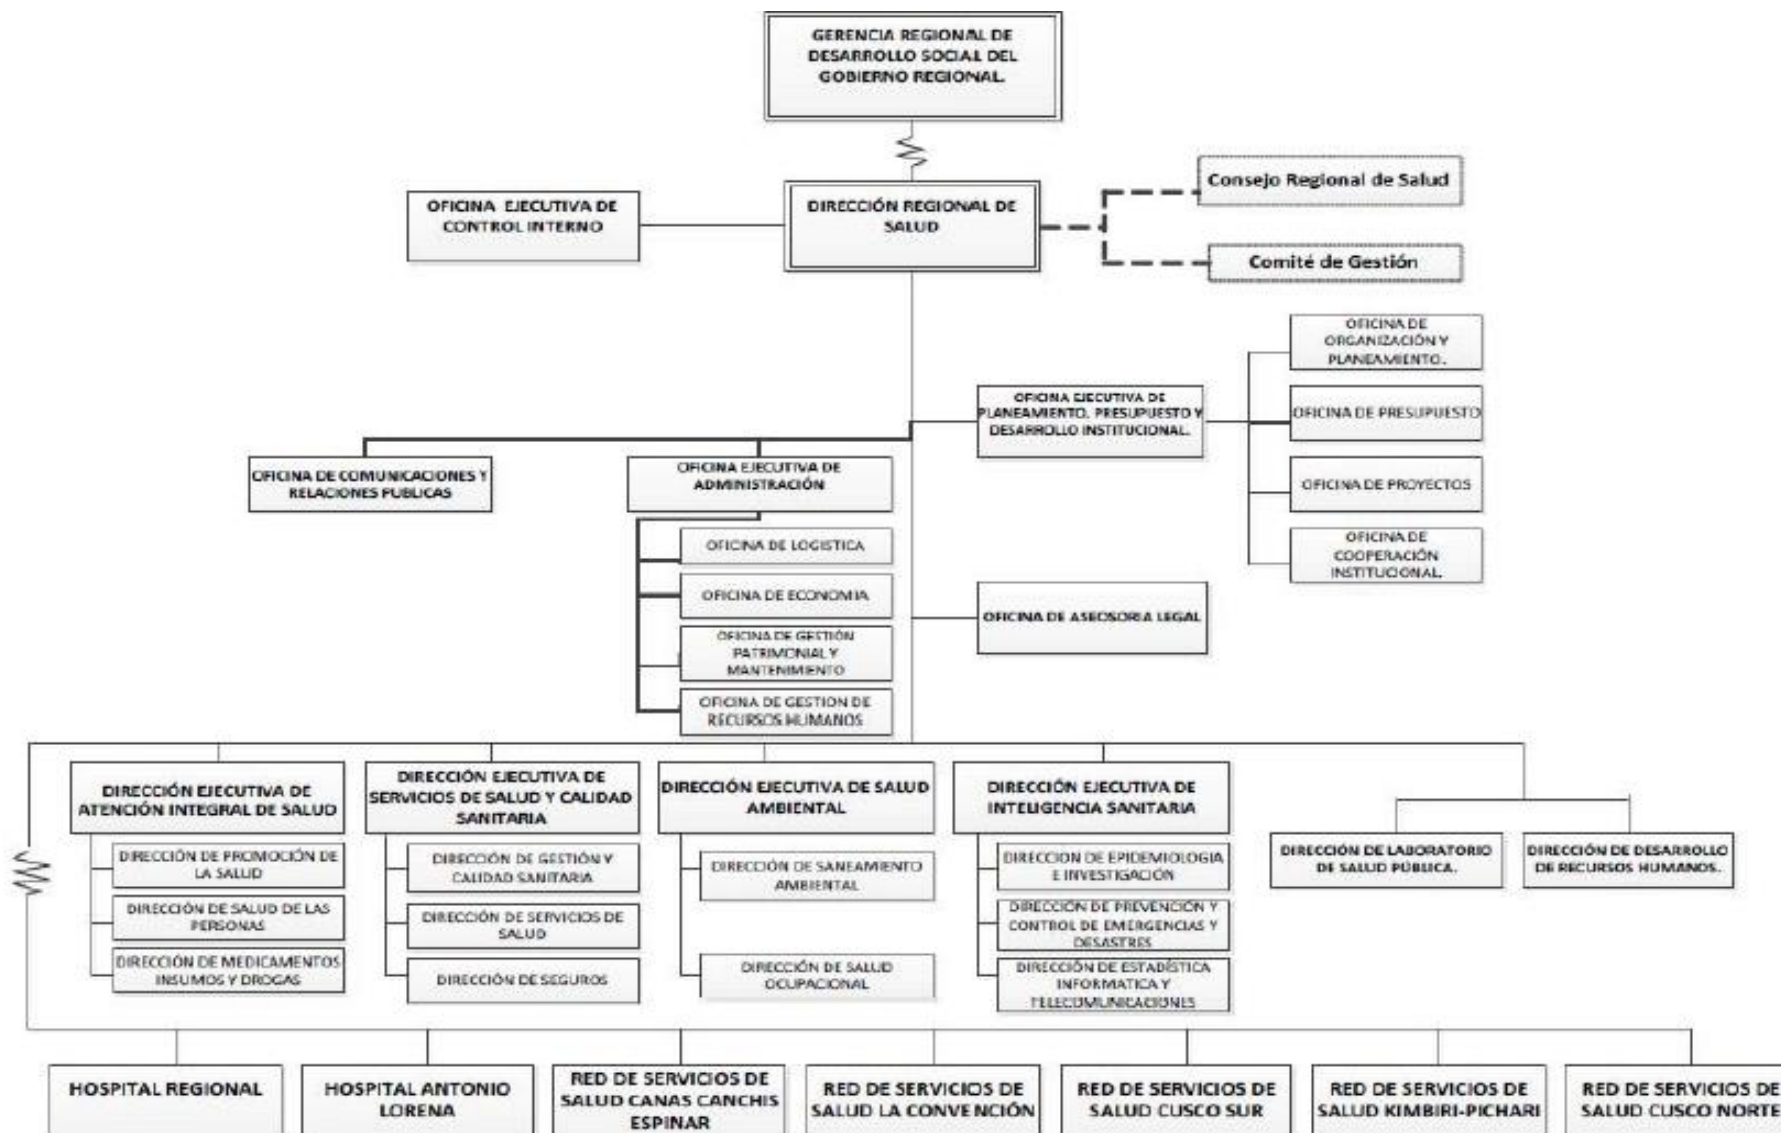 GERENCIA REGIONAL DE
DESARROLLO SOCIAL DEL
GOBIERNO REGIONAL.
OFICINA EJECUTIVA DE
CONTROL INTERNO
DIRECCIÓN REGIONAL DE
SALUD
Consejo Regional de Salud
Comité de Gestión
OFICINA EJECUTIVA DE
PLANEAMIENTO. PRESUPUESTO Y
DESARROLLO INSTITUCIONAL.
OFICINA DE
ORGANIZACIÓN Y
PLANEAMIENTO.
OFICINA DE PRESUPUESTO
OFICINA DE PROYECTOS
OFICINA DE
COOPERACIÓN
INSTITUCIONAL.
OFICINA DE COMUNICACIONES Y
RELACIONES PUBLICAS
OFICINA EJECUTIVA DE
ADMINISTRACIÓN
OFICINA DE LOGISTICA
OFICINA DE ECONOMIA
OFICINA DE GESTIÓN
PATRIMONIAL Y
MANTENIMIENTO
OFICINA DE GESTION DE
RECURSOS HUMANOS
OFICINA DE ASEOSORIA LEGAL
DIRECCIÓN EJECUTIVA DE
ATENCIÓN INTEGRAL DE SALUD
DIRECCIÓN DE PROMOCIÓN DE
LA SALUD
DIRECCIÓN DE SALUD DE LAS
PERSONAS
DIRECCIÓN DE MEDICAMENTOS
INSUMOS Y DROGAS
DIRECCIÓN EJECUTIVA DE
SERVICIOS DE SALUD Y CALIDAD
SANITARIA
DIRECCIÓN DE GESTIÓN Y
CALIDAD SANITARIA
DIRECCIÓN DE SERVICIOS DE
SALUD
DIRECCIÓN DE SEGUROS
DIRECCIÓN EJECUTIVA DE SALUD
AMBIENTAL
DIRECCIÓN DE SANEAMIENTO
AMBIENTAL
DIRECCIÓN DE SALUD
OCUPACIONAL
DIRECCIÓN EJECUTIVA DE
INTELIGENCIA SANITARIA
DIRECCION DE EPIDEMIOLOGIA
E INVESTIGACIÓN
DIRECCIÓN DE PREVENCIÓN Y
CONTROL DE EMERGENCIAS Y
DESASTRES
DIRECCIÓN DE ESTADÍSTICA
INFORMATICA Y
TELECOMUNICACIONES
DIRECCIÓN DE LABORATORIO
DE SALUD PÚBLICA.
DIRECCIÓN DE DESARROLLO
DE RECURSOS HUMANOS.
HOSPITAL REGIONAL
HOSPITAL ANTONIO
LORENA
RED DE SERVICIOS DE
SALUD CANAS CANCHIS
ESPINAR
RED DE SERVICIOS DE
SALUD LA CONVENCIÓN
RED DE SERVICIOS DE
SALUD CUSCO SUR
RED DE SERVICIOS DE
SALUD KIMBIRI-PICHARI
RED DE SERVICIOS DE
SALUD CUSCO NORTE